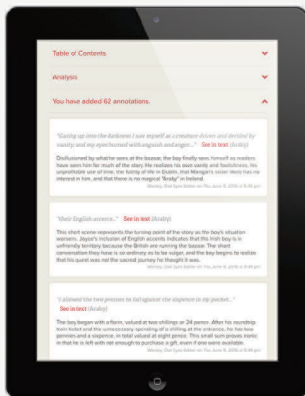 Table of Contents
Analysis
You have added 62 annotations.
"Gazing up into the darkness I saw myself as a creature driven and derided by
vanity; and my eyes burned with anguish and anger..." See in text (Araby)
Disillusioned by what he sees at the bazaar, the boy finally sees himself as readers
have seen him for much of the story. He realizes his own vanity and foolishness, his
unprofitable use of time, the futility of life in Dublin, that Mangan's sister likely has no
interest in him, and that there is no magical "Araby" in Ireland.
"their English accents..." See in text (Araby)
This short scene represents the turning point of the story as the boy's situation
worsens. Joyce's inclusion of English accents indicates that the Irish boy is in
unfriendly territory because the British are running the bazaar. The short
conversation they have is so ordinary as to be vulgar, and the boy begins to realize
that his quest was not the sacred journey he thought it was.
"I allowed the two pennies to fall against the sixpence in my pocket..."
See in text (Araby)
The boy began with a florin, valued at two shillings or 24 pence. After his roundtrip
train ticket and the unnecessary spending of a shilling at the entrance, he has two
pennies and a sixpence, in total valued at eight pence. This small sum proves ironic
in that he is left with not enough to purchase a gift, even if one were available.